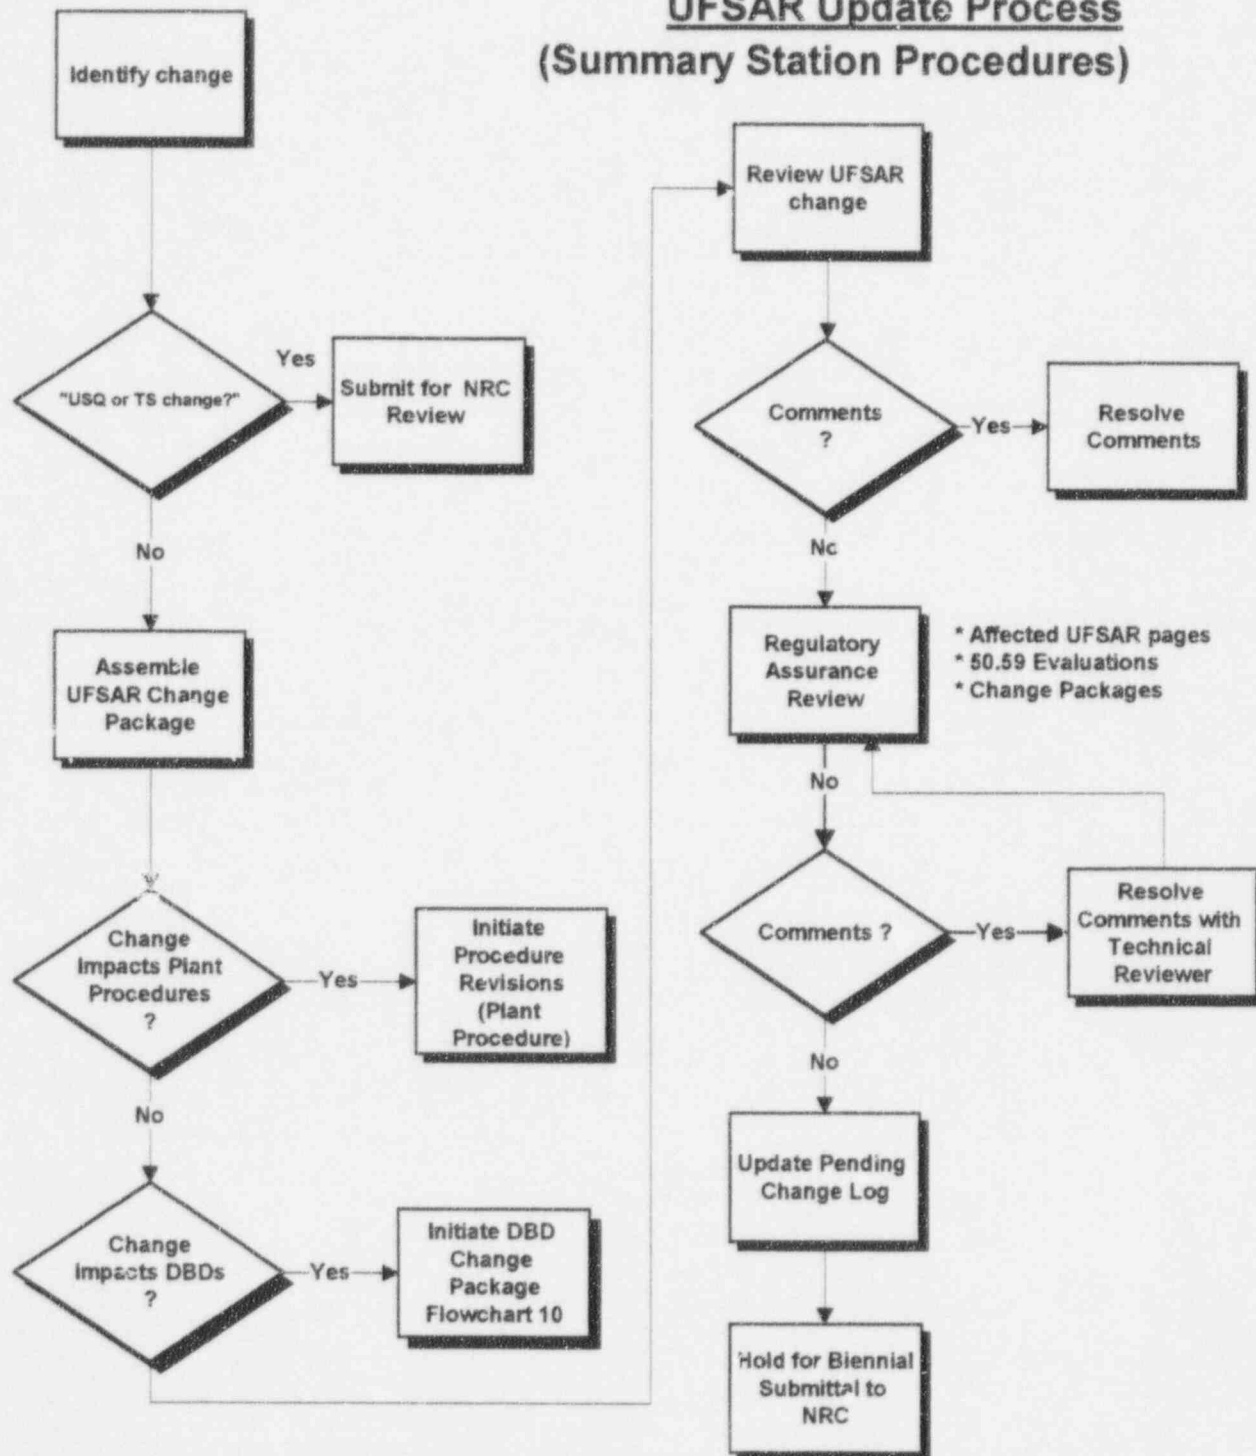 UFSAR Update Process
(Summary Station Procedures)
Identify change
"USQ or TS change?"
Yes
Submit for NRC
Review
No
Assemble
UFSAR Change
Package
Change
Impacts Plant
Procedures
?
Yes
Initiate
Procedure
Revisions
(Plant
Procedure)
No
Change
Impacts DBDs
?
Yes
Initiate DBD
Change
Package
Flowchart 10
Review UFSAR
change
Comments
?
Yes
Resolve
Comments
No
Regulatory
Assurance
Review
* Affected UFSAR pages
* 50.59 Evaluations
* Change Packages
No
Comments ?
Yes
Resolve
Comments with
Technical
Reviewer
No
Update Pending
Change Log
Hold for Biennial
Submittal to
NRC